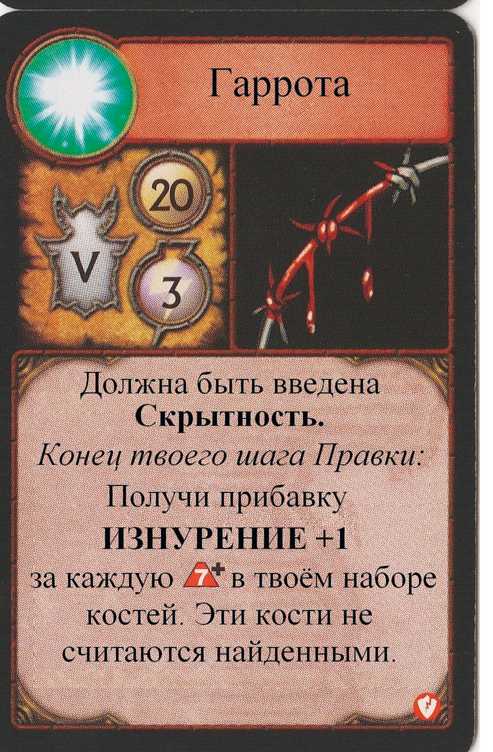 Гаррота
20
V
3
Должна быть введена
Скрытность.
Конец твоего шага Правки:
Получи прибавку
ИЗНУРЕНИЕ +1
за каждую 7+ в твоём наборе
костей. Эти кости не
считаются найденными.